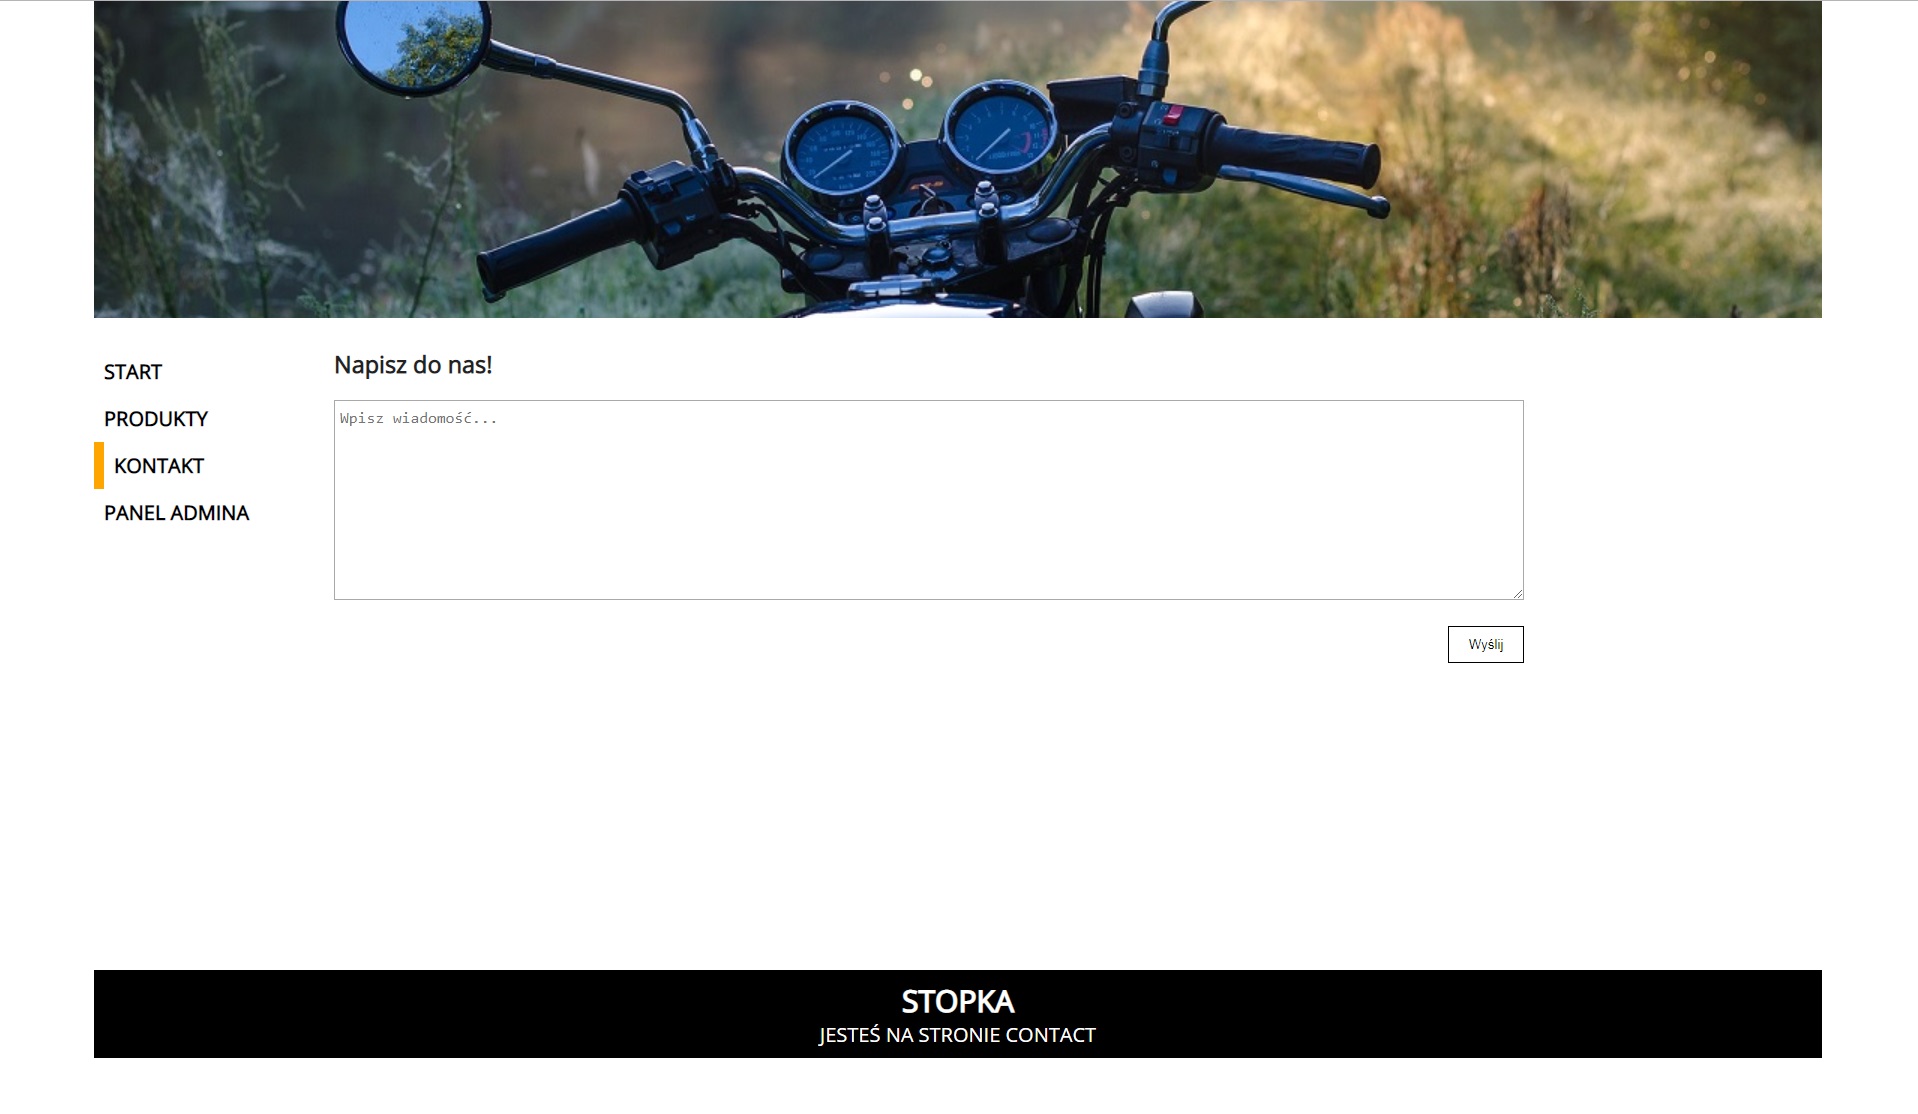 START
PRODUKTY
KONTAKT
PANEL ADMINA
Napisz do nas!
Wpisz wiadomość...
Wyślij
STOPKA
JESTEŚ NA STRONIE CONTACT